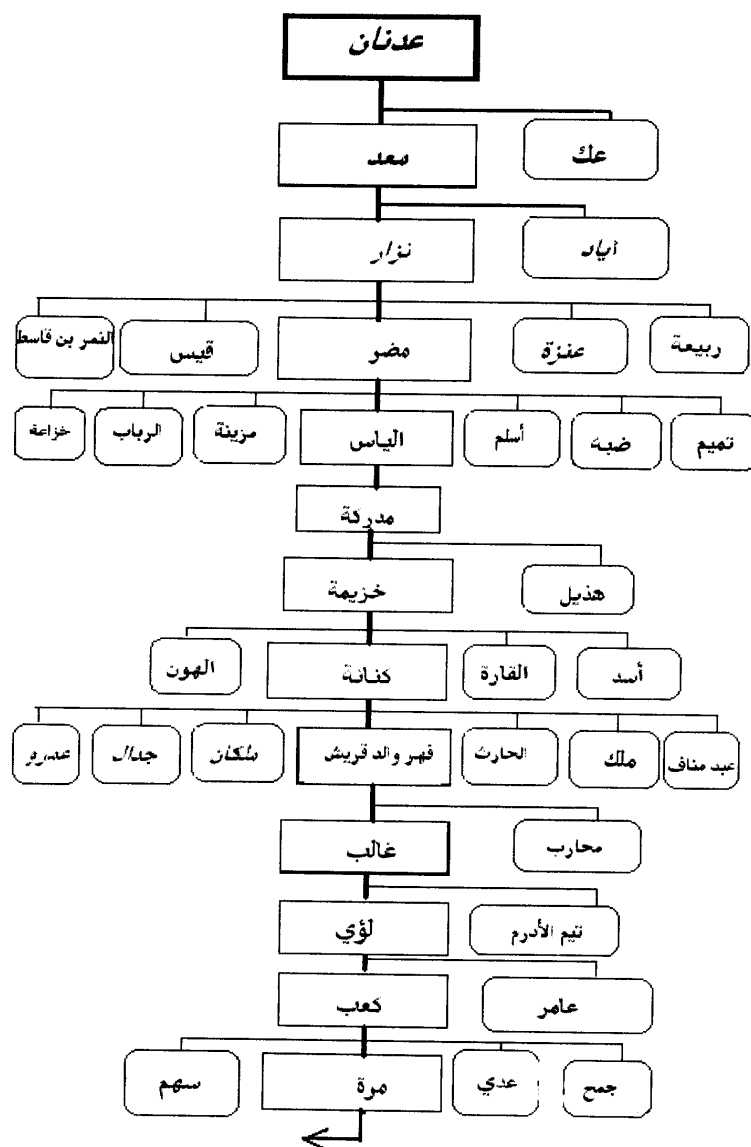 عدنان
معد
عك
نزار
أياد
ربيعة
عنزة
مضر
قيس
النمر بن قاسط
تميم
ضبه
أسلم
الياس
مزينة
الرباب
خزاعة
مدركة
خزيمة
هذيل
أسد
القارة
كنانة
الهون
عبد مناف
ملك
الحارث
فهر والد قريش
ملكان
جدال
عمرو
غالب
محارب
لؤي
تيم الأدرم
كعب
عامر
جمح
عدي
مرة
سهم